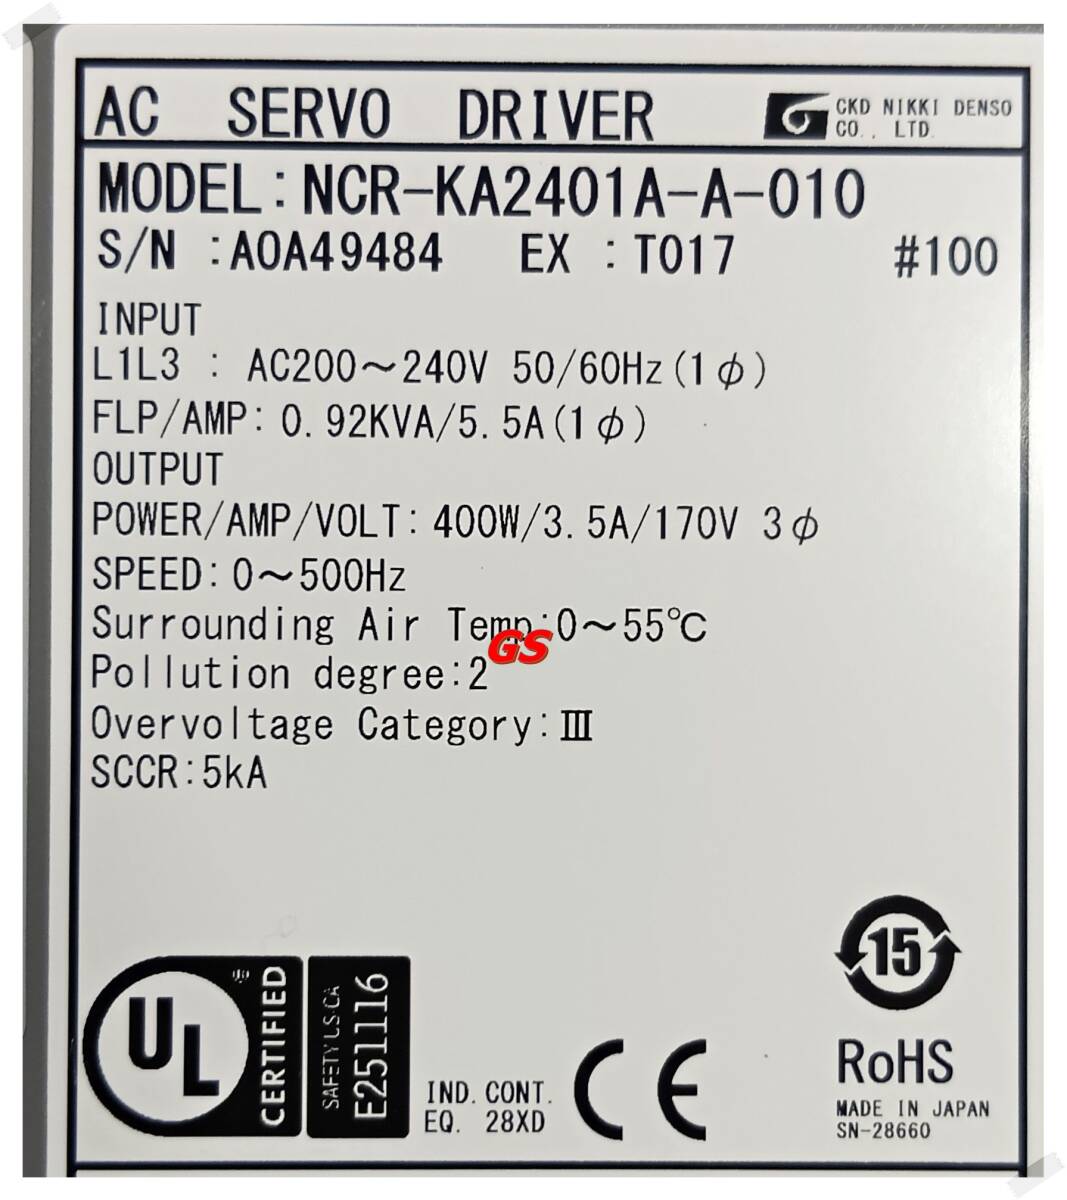 AC SERVO DRIVER
CKD NIKKI DENSO
CO., LTD.
MODEL:NCR-KA2401A-A-010
S/N :A0A49484 EX :T017 #100
INPUT
L1L3 : AC200~240V 50/60Hz(1φ)
FLP/AMP:0.92KVA/5.5A(1φ)
OUTPUT
POWER/AMP/VOLT:400W/3.5A/170V 3φ
SPEED:0~500Hz
Surrounding Air Temp:0~55℃
GS
Pollution degree:2
Overvoltage Category:Ⅲ
SCCR:5kA
15
UL
CERTIFIED
SAFETY US-CA
E251116
IND.CONT.
EQ. 28XD
CE
RoHS
MADE IN JAPAN
SN-28660